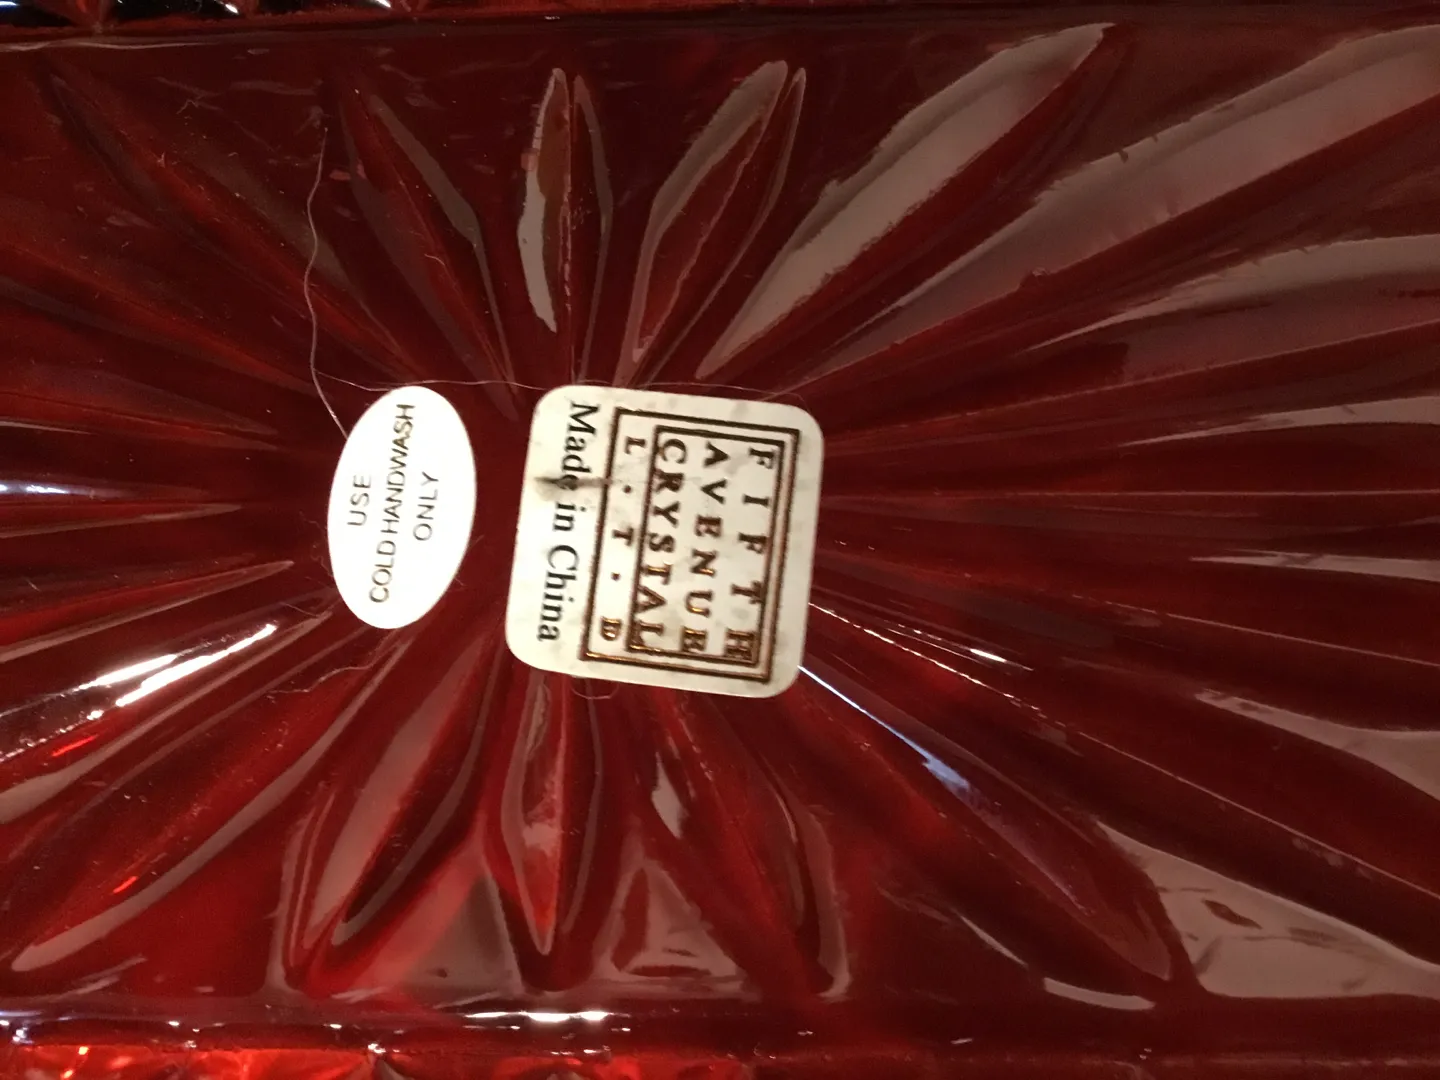 USE
COLD HANDWASH
ONLY
FIFTH
AVENUE
CRYSTAL
L·T·D
Made in China